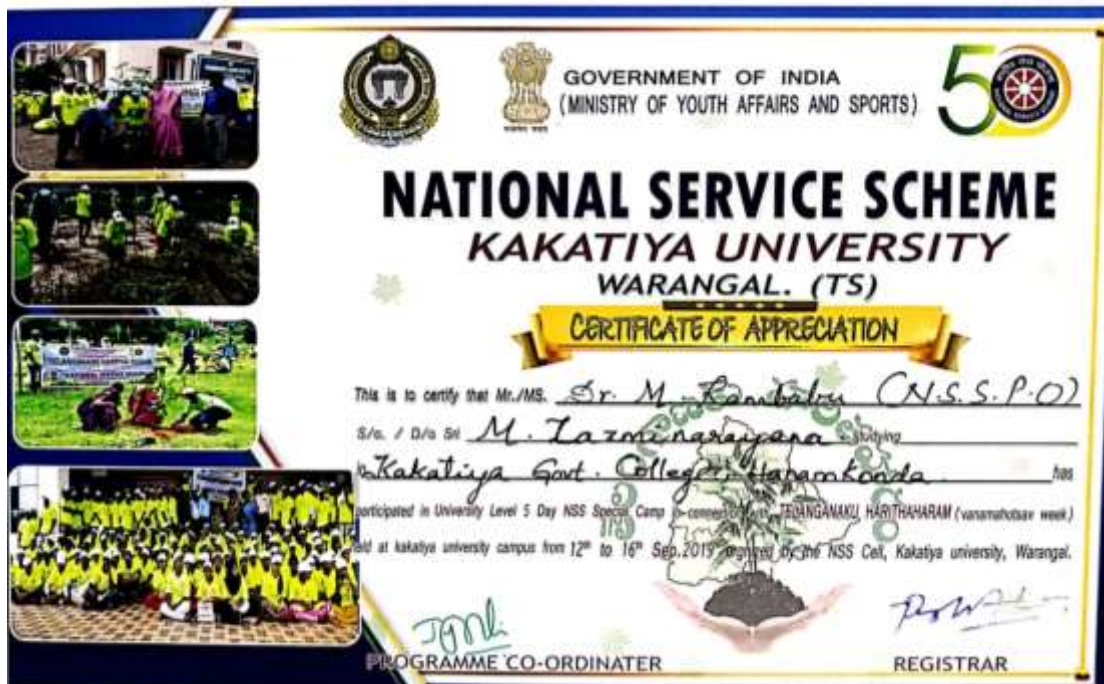 GOVERNMENT OF INDIA
(MINISTRY OF YOUTH AFFAIRS AND SPORTS)
50
NATIONAL SERVICE SCHEME
KAKATIYA UNIVERSITY
WARANGAL. (TS)
CERTIFICATE OF APPRECIATION
This is to certify that Mr./MS. Dr. M. Rambabu (N.S.S.P.O)
S/o. / D/o Sri M. Laxminarayana studying
in Kakatiya Govt. College, Hanamkonda has
participated in University Level 5 Day NSS Special Camp in connection with TELANGANAKU HARITHAHARAM (vanamahotsav week)
held at kakatiya university campus from 12th to 16th Sep.2019 orgnized by the NSS Cell, Kakatiya university, Warangal.
PROGRAMME CO-ORDINATER
REGISTRAR